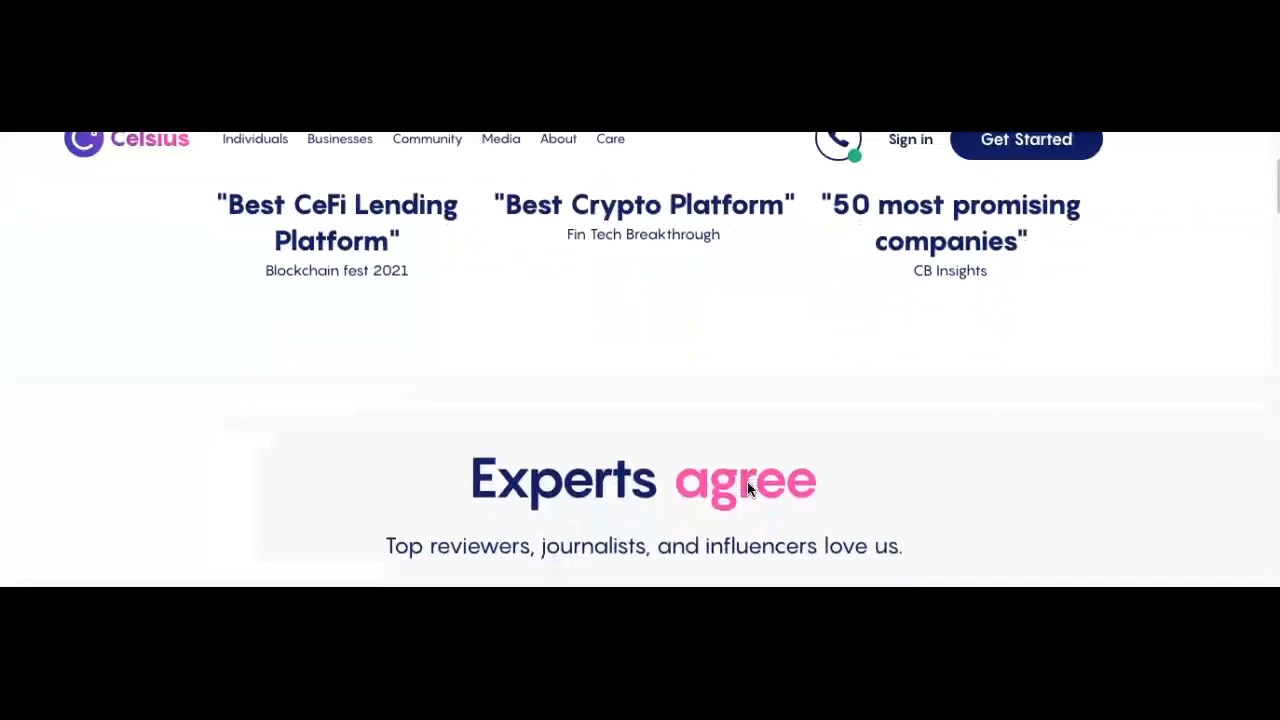 Celsius Individuals Businesses Community Media About Care Sign in Get Started
"Best CeFi Lending
Platform"
Blockchain fest 2021
"Best Crypto Platform"
Fin Tech Breakthrough
"50 most promising
companies"
CB Insights
Experts agree
Top reviewers, journalists, and influencers love us.